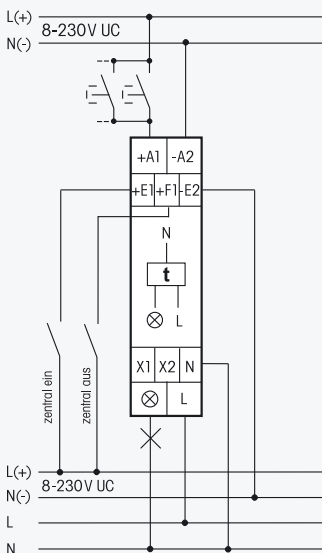 L(+)
8-230V UC
N(-)
+A1 -A2
+E1 +F1 -E2
N
t
L
zentral ein
zentral aus
X1 X2 N
L
L(+)
8-230V UC
N(-)
L
N